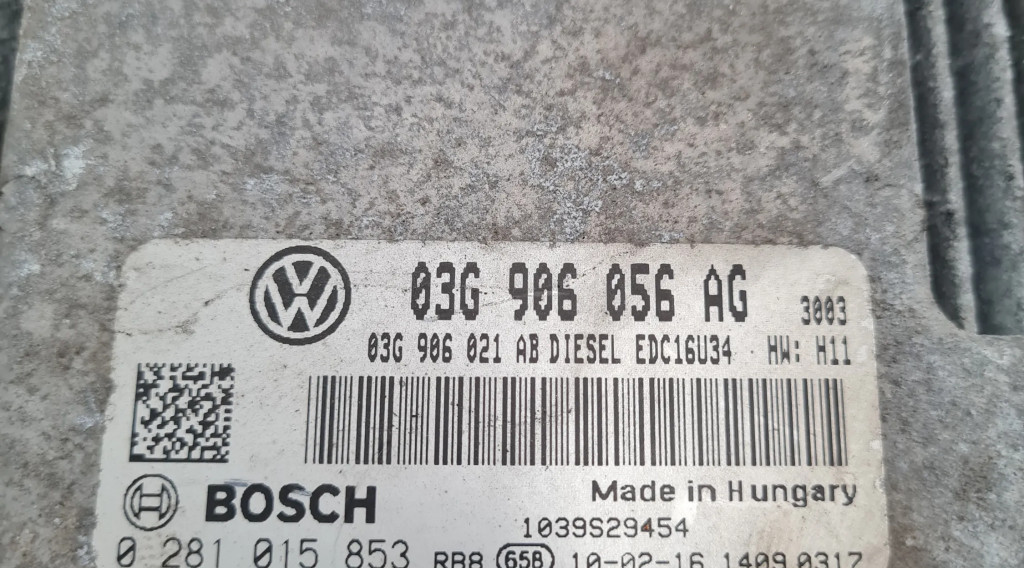 03G 906 056 AG 3003
03G 906 021 AB DIESEL EDC16U34 HW: H11
BOSCH
Made in Hungary
1039S29454
0 281 015 853 RB8 65B 10-02-16 1409 0317